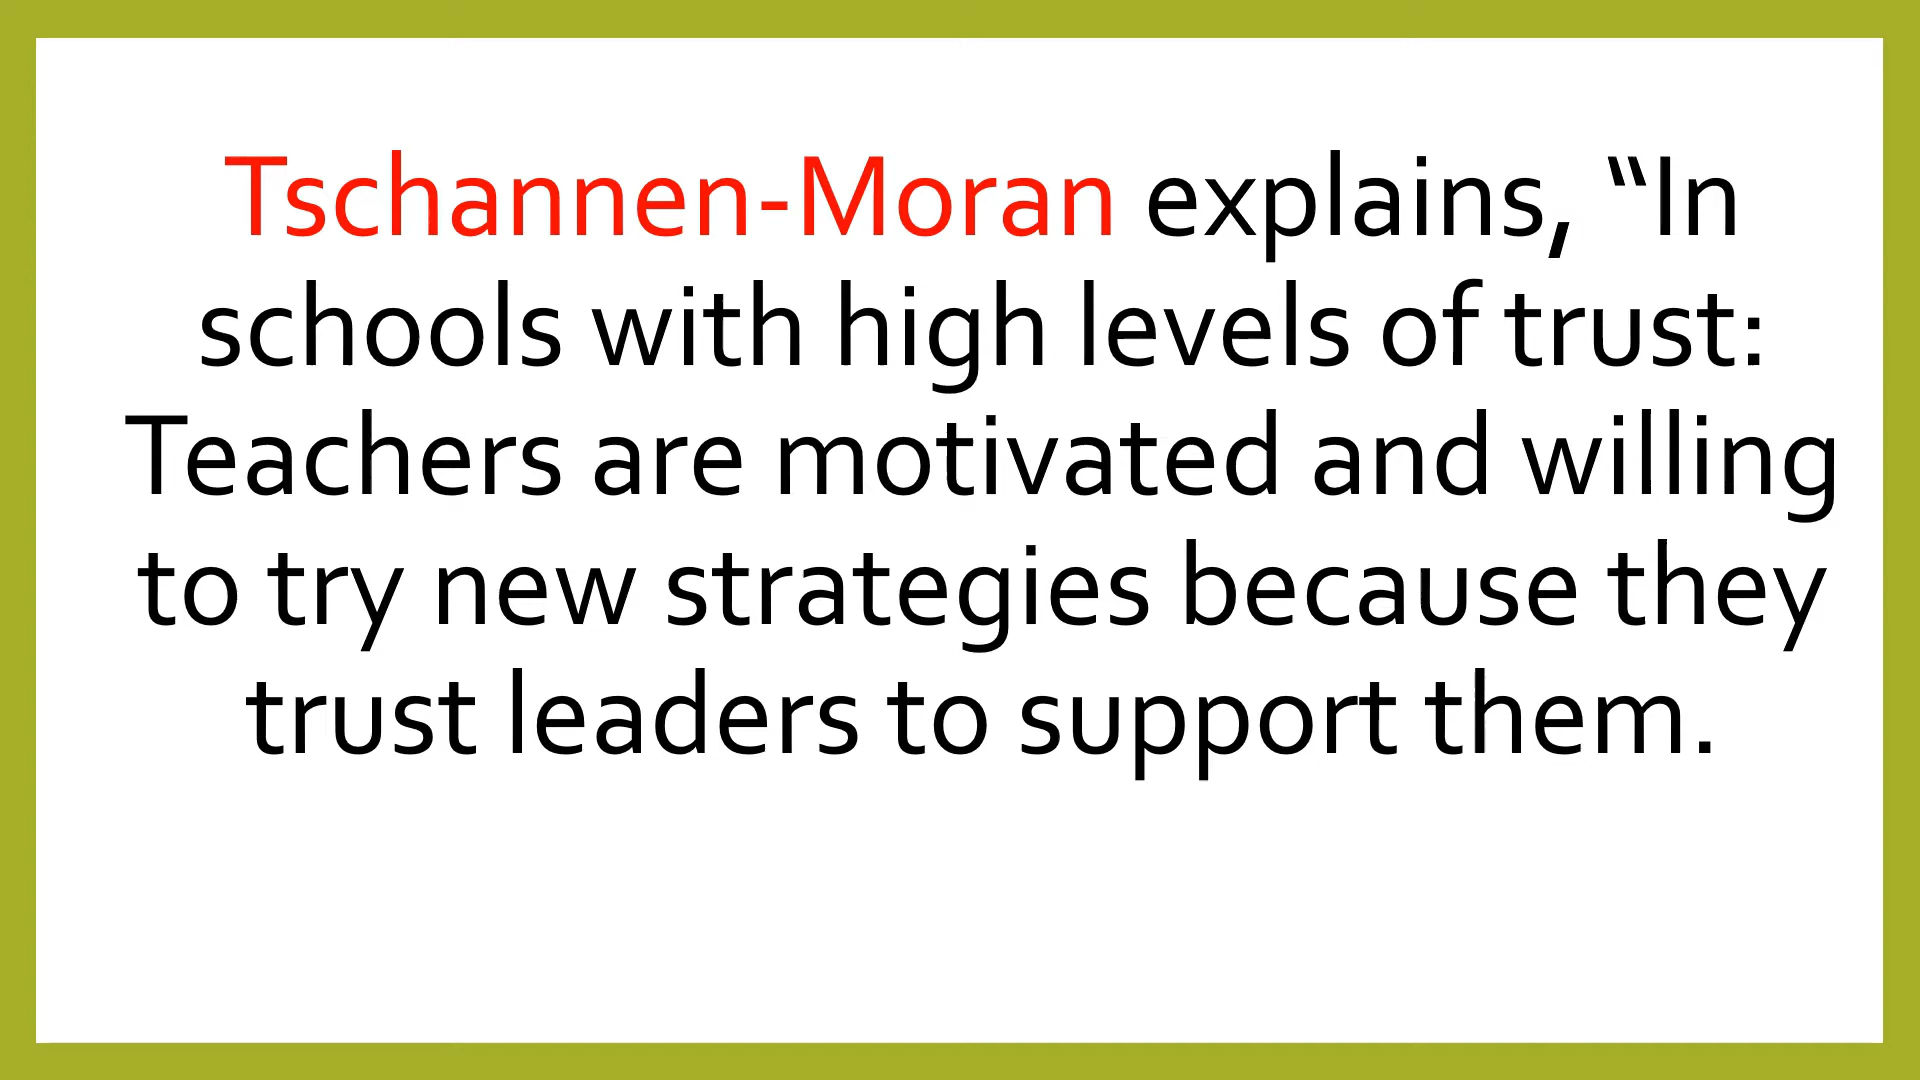 Tschannen-Moran explains, “In
schools with high levels of trust:
Teachers are motivated and willing
to try new strategies because they
trust leaders to support them.